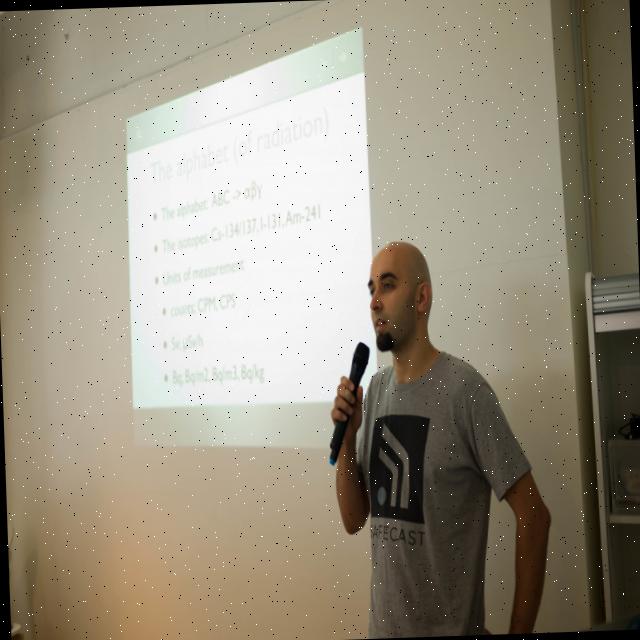 The alphabet (of radiation)
The alphabet: ABC -> αβγ
The isotopes: Cs-134/137, I-131, Am-241
Units of measurement
counts: CPM, CPS
Sv, μSv/h
Bq, Bq/m2, Bq/m3, Bq/kg
SAFECAST